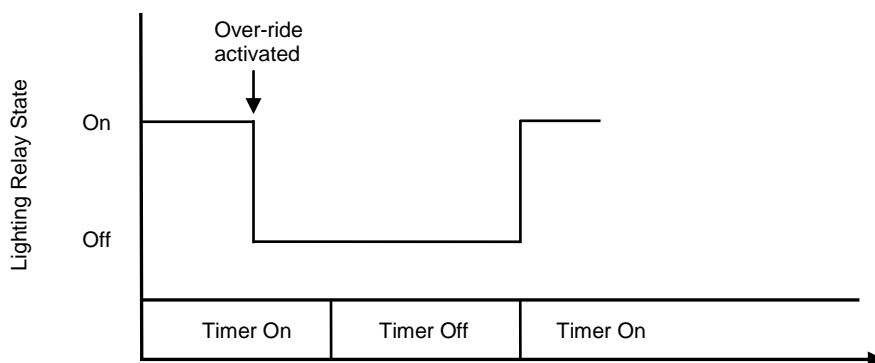 Over-ride
activated
Lighting Relay State
On
Off
Timer On
Timer Off
Timer On